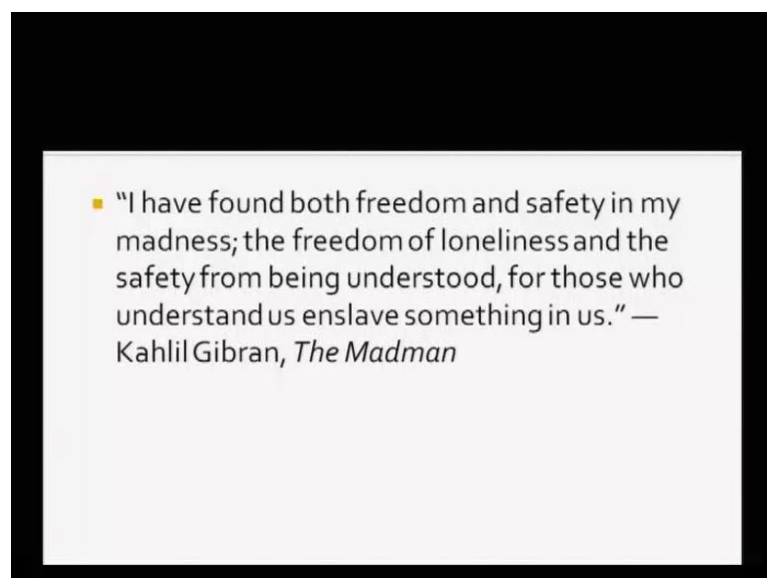 “I have found both freedom and safety in my
madness; the freedom of loneliness and the
safety from being understood, for those who
understand us enslave something in us.” —
Kahlil Gibran, The Madman